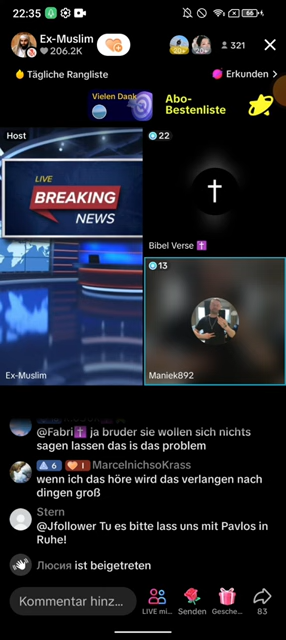 22:35
66
Ex-Muslim
206.2K
20+
20+
321
Tägliche Rangliste
Erkunden
Vielen Dank
Abo-
Bestenliste
Host
22
LIVE
BREAKING
NEWS
Bibel Verse ✝️
13
Ex-Muslim
Maniek892
@Fabri✝️ ja bruder sie wollen sich nichts
sagen lassen das is das problem
6 1 MarcelnichsoKrass
wenn ich das höre wird das verlangen nach
dingen groß
Stern
@Jfollower Tu es bitte lass uns mit Pavlos in
Ruhe!
Люсия ist beigetreten
Kommentar hinz...
LIVE mi...
Senden
Gesche...
83